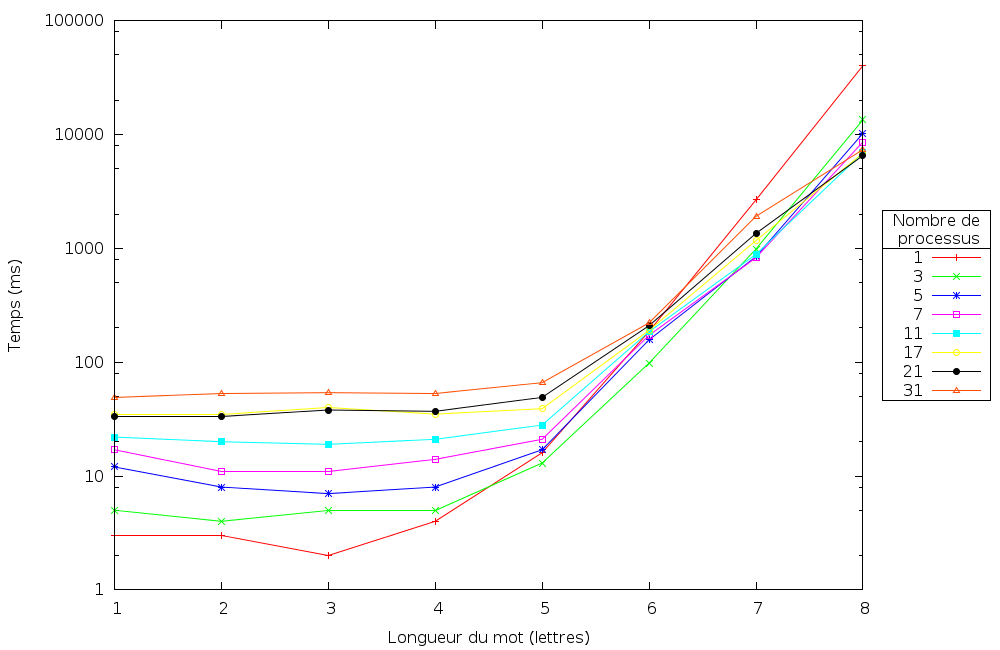 100000
10000
1000
100
10
1
Temps (ms)
1 2 3 4 5 6 7 8
Longueur du mot (lettres)
Nombre de
processus
1
3
5
7
11
17
21
31